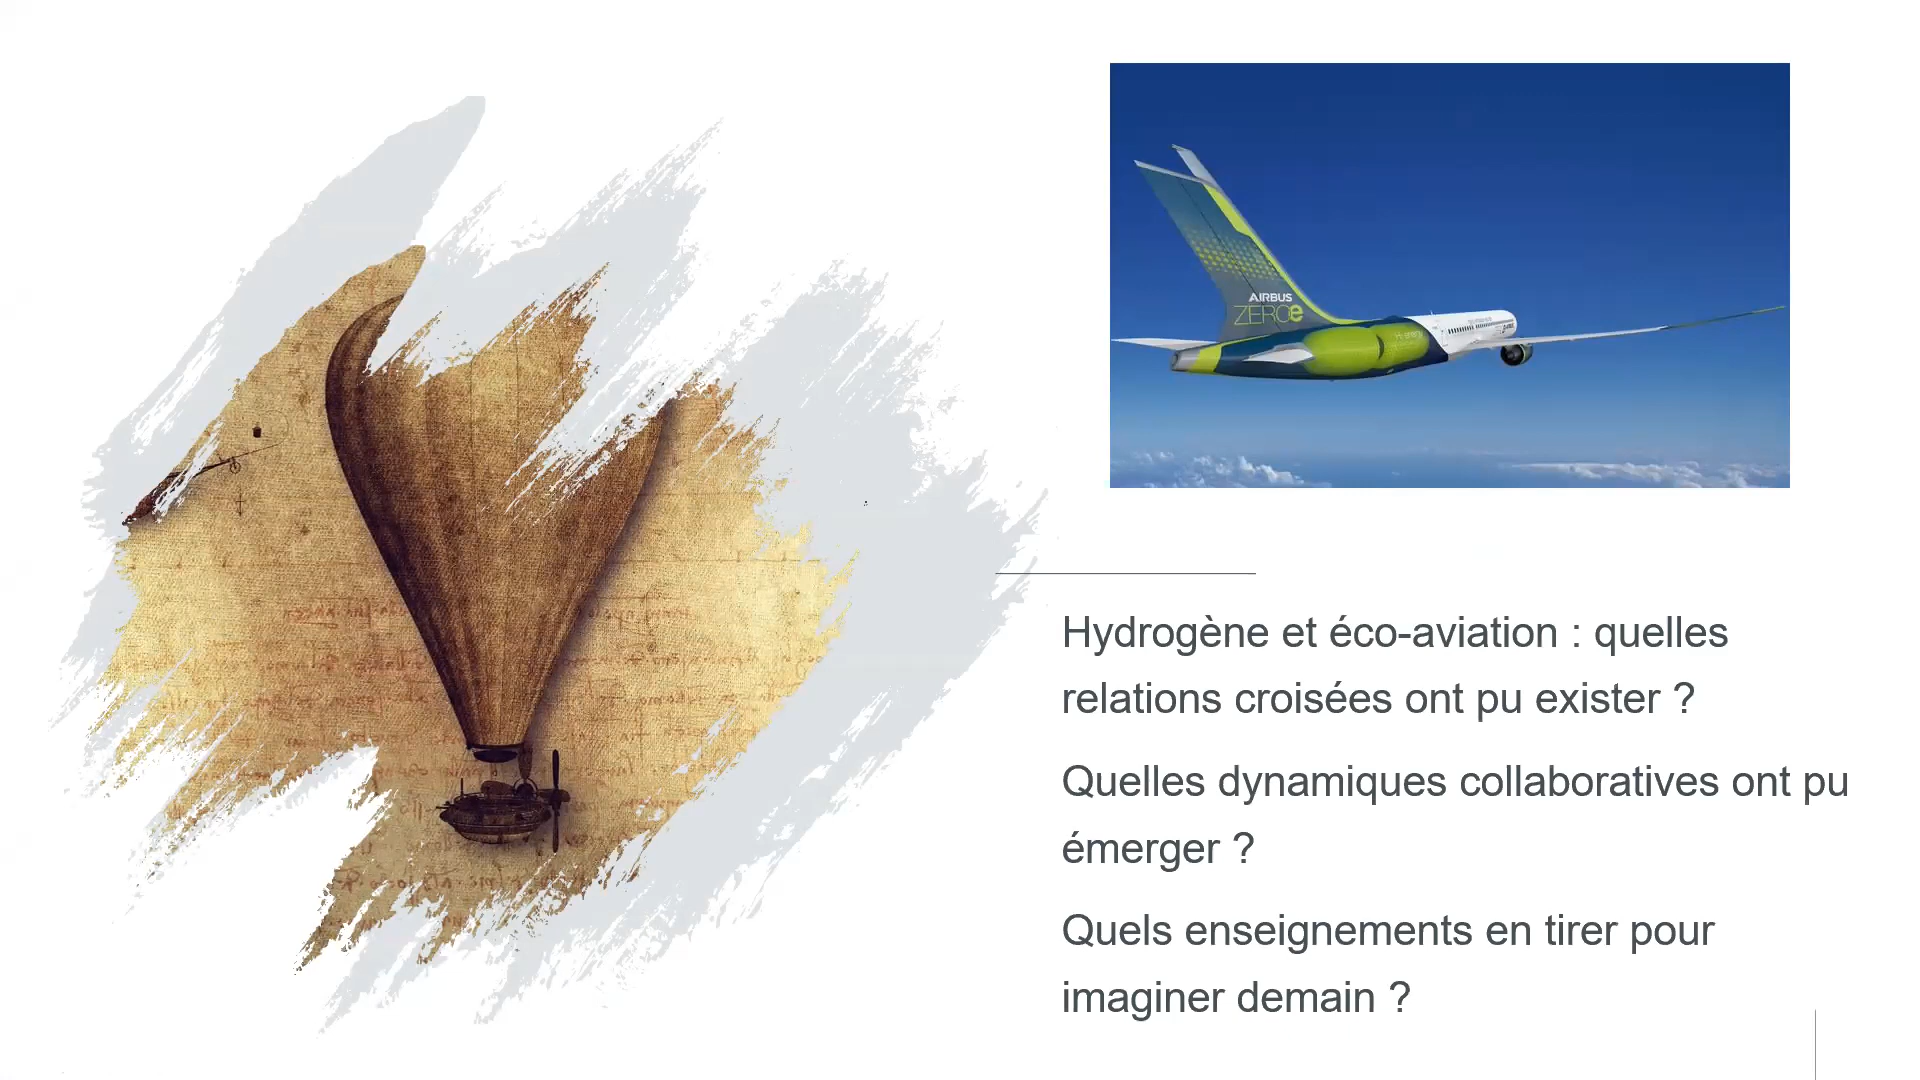 AIRBUS
ZEROe
Hydrogène et éco-aviation : quelles
relations croisées ont pu exister ?
Quelles dynamiques collaboratives ont pu
émerger ?
Quels enseignements en tirer pour
imaginer demain ?